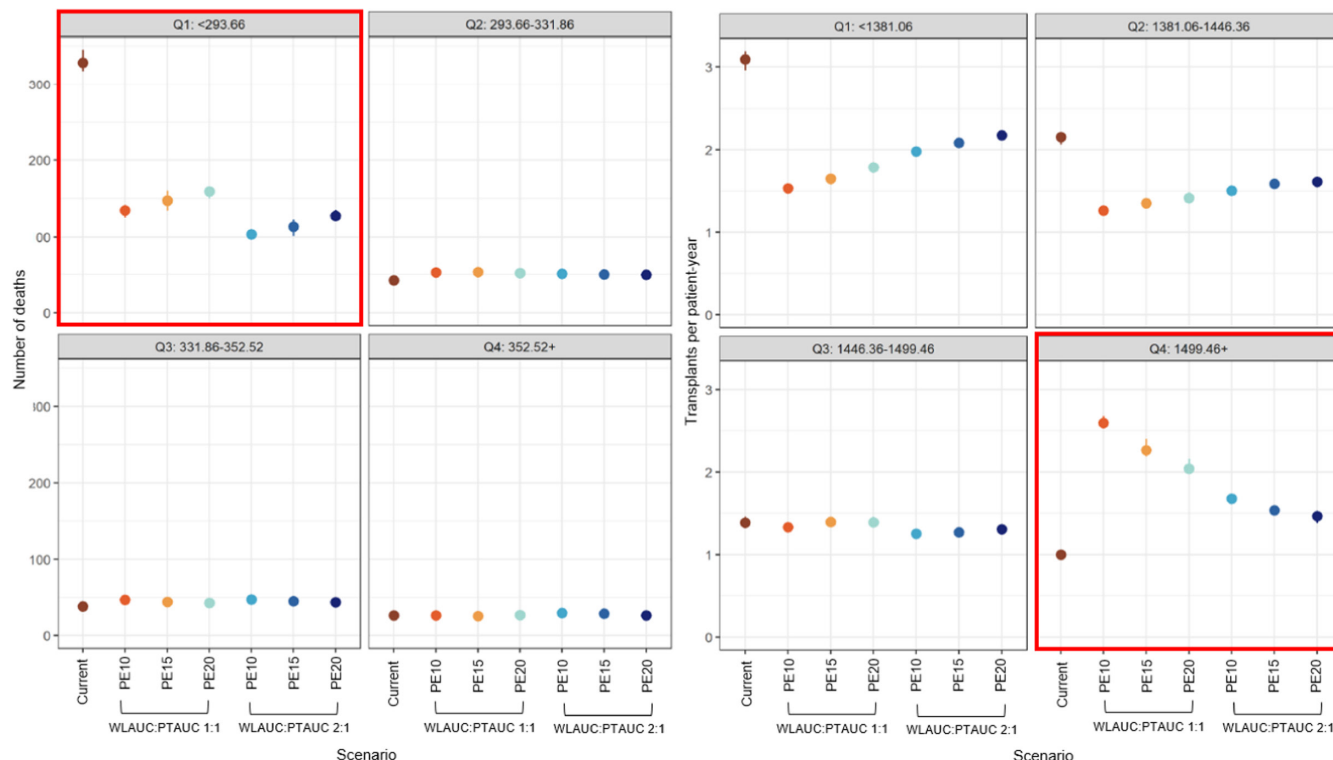 Q1: <293.66
Q2: 293.66-331.86
300
200
00
0
Number of deaths
Q3: 331.86-352.52
Q4: 352.52+
300
200
100
0
Current
PE10
PE15
PE20
PE10
PE15
PE20
Current
PE10
PE15
PE20
PE10
PE15
PE20
WLAUC:PTAUC 1:1
WLAUC:PTAUC 2:1
WLAUC:PTAUC 1:1
WLAUC:PTAUC 2:1
Scenario
Q1: <1381.06
Q2: 1381.06-1446.36
3
2
1
0
Transplants per patient-year
Q3: 1446.36-1499.46
Q4: 1499.46+
3
2
1
0
Current
PE10
PE15
PE20
PE10
PE15
PE20
Current
PE10
PE15
PE20
PE10
PE15
PE20
WLAUC:PTAUC 1:1
WLAUC:PTAUC 2:1
WLAUC:PTAUC 1:1
WLAUC:PTAUC 2:1
Scenario